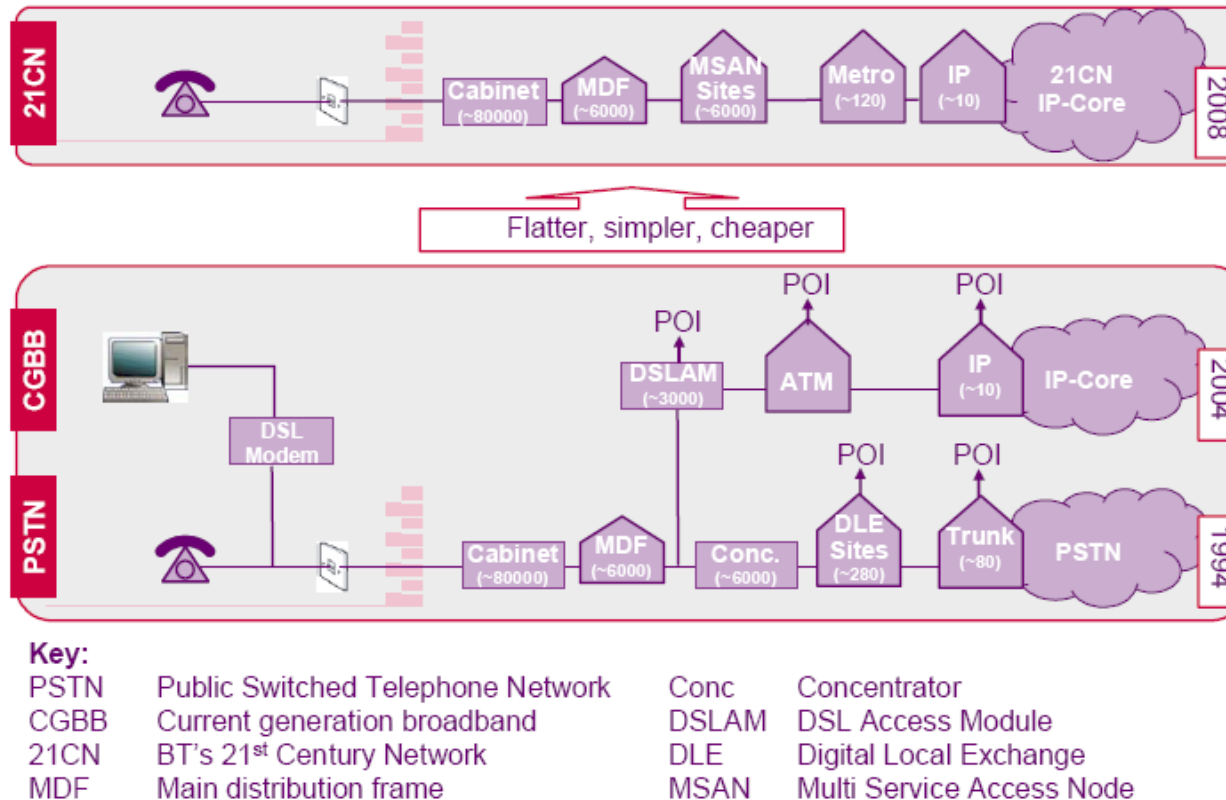 21CN
Cabinet
(~80000)
MDF
(~6000)
MSAN
Sites
(~6000)
Metro
(~120)
IP
(~10)
21CN
IP-Core
2008
Flatter, simpler, cheaper
CGBB
DSL
Modem
POI
DSLAM
(~3000)
POI
ATM
POI
IP
(~10)
IP-Core
2004
PSTN
Cabinet
(~80000)
MDF
(~6000)
Conc.
(~6000)
POI
DLE
Sites
(~280)
POI
Trunk
(~80)
PSTN
1994
Key:
PSTN Public Switched Telephone Network
CGBB Current generation broadband
21CN BT's 21st Century Network
MDF Main distribution frame
Conc Concentrator
DSLAM DSL Access Module
DLE Digital Local Exchange
MSAN Multi Service Access Node